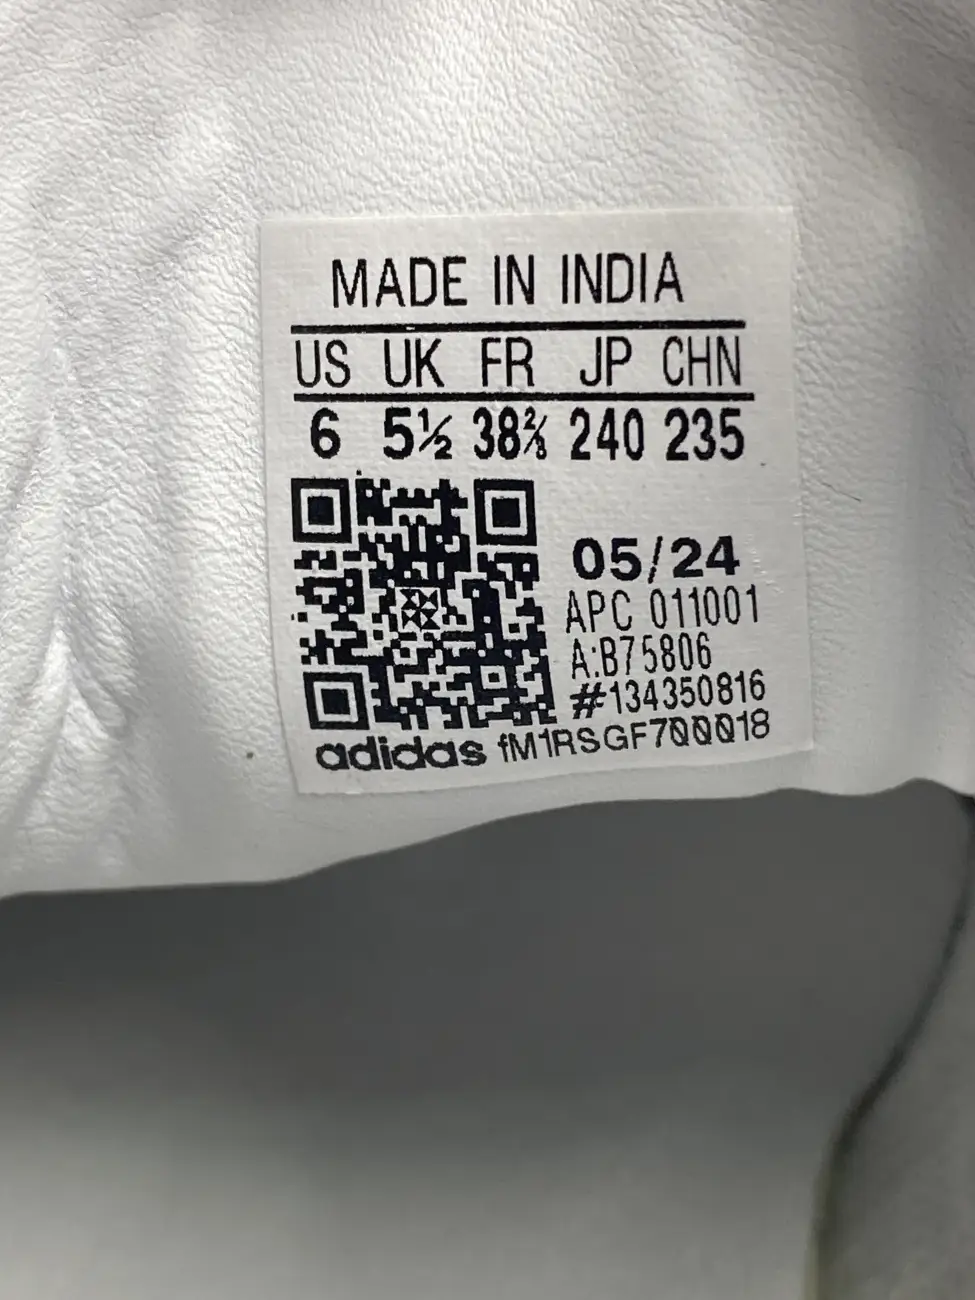 MADE IN INDIA
US UK FR JP CHN
6 5½ 38⅔ 240 235
05/24
APC 011001
A:B75806
#134350816
adidas fM1RSGF700018